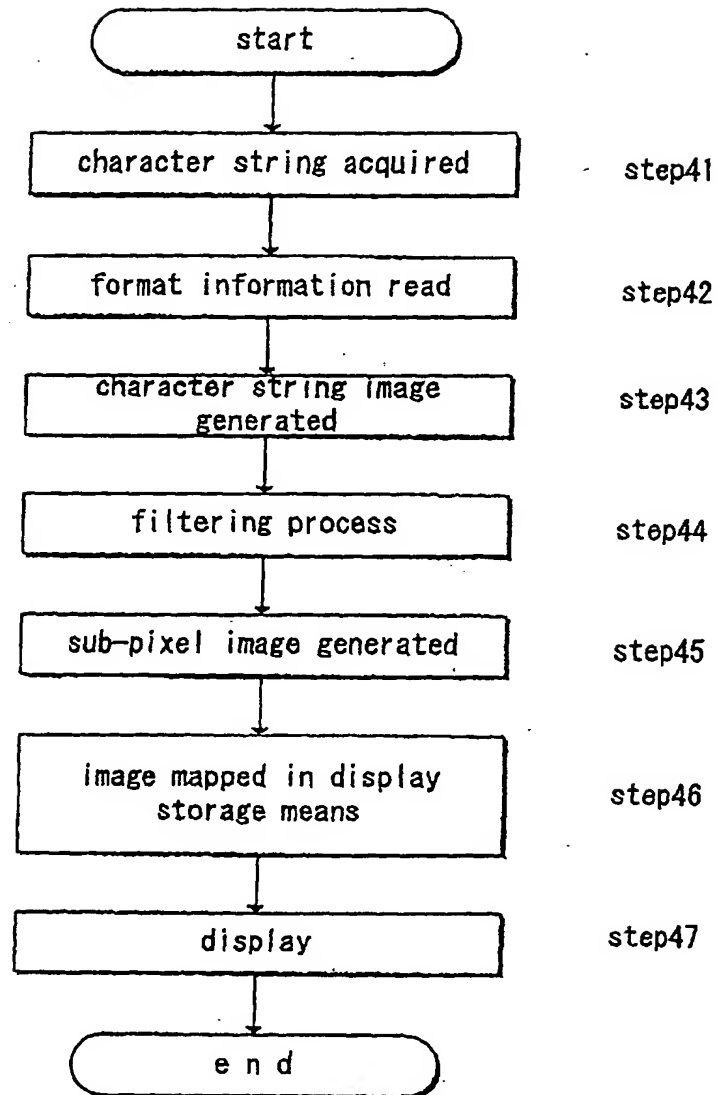 start
character string acquired
step41
format information read
step42
character string image
generated
step43
filtering process
step44
sub-pixel image generated
step45
image mapped in display
storage means
step46
display
step47
e n d